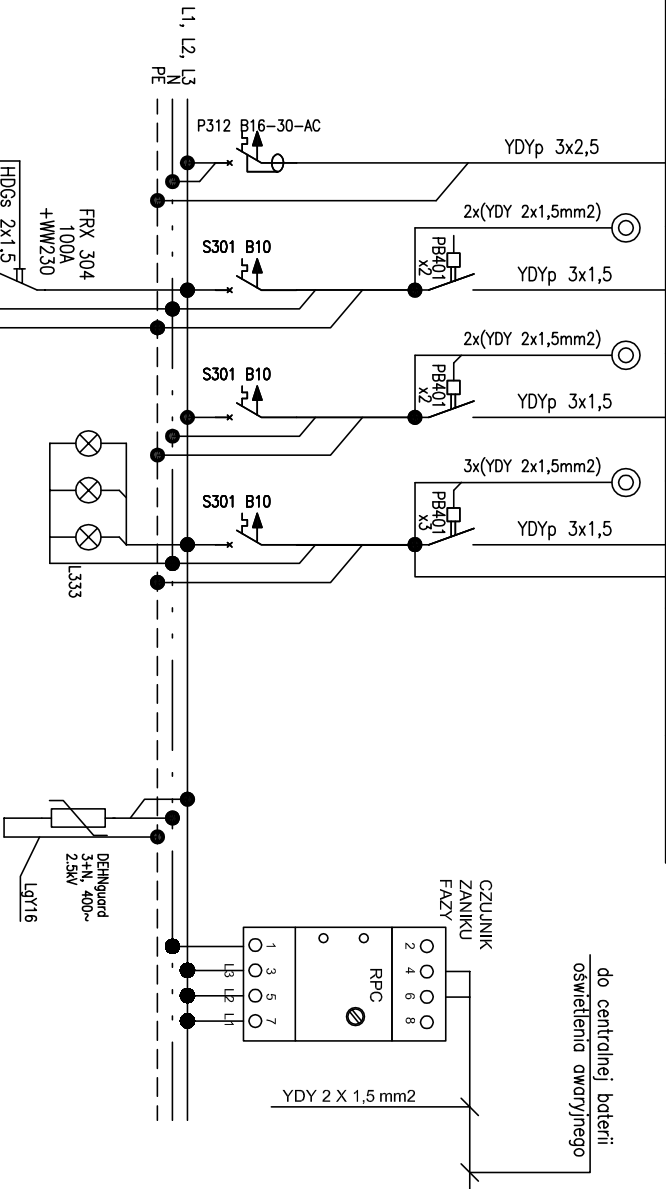 L1, L2, L3
N
PE
P312 B16-30-AC
YDYp 3x2,5
2x(YDY 2x1,5mm2)
S301 B10
PB401
x2
YDYp 3x1,5
FRX 304
100A
+WW230
HDGs 2x1,5
2x(YDY 2x1,5mm2)
S301 B10
PB401
x2
YDYp 3x1,5
3x(YDY 2x1,5mm2)
S301 B10
PB401
x3
YDYp 3x1,5
L333
DEHNguard
3+N, 400~
2.5kV
LgY16
CZUJNIK
ZANIKU
FAZY
1
2
L3
3
4
RPC
L2
5
6
L1
7
8
do centralnej baterii
oświetlenia awaryjnego
YDY 2 X 1,5 mm2